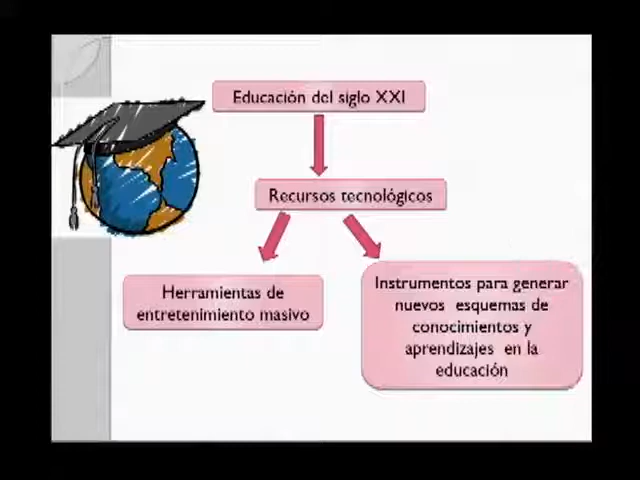 Educación del siglo XXI
Recursos tecnológicos
Herramientas de
entretenimiento masivo
Instrumentos para generar
nuevos esquemas de
conocimientos y
aprendizajes en la
educación